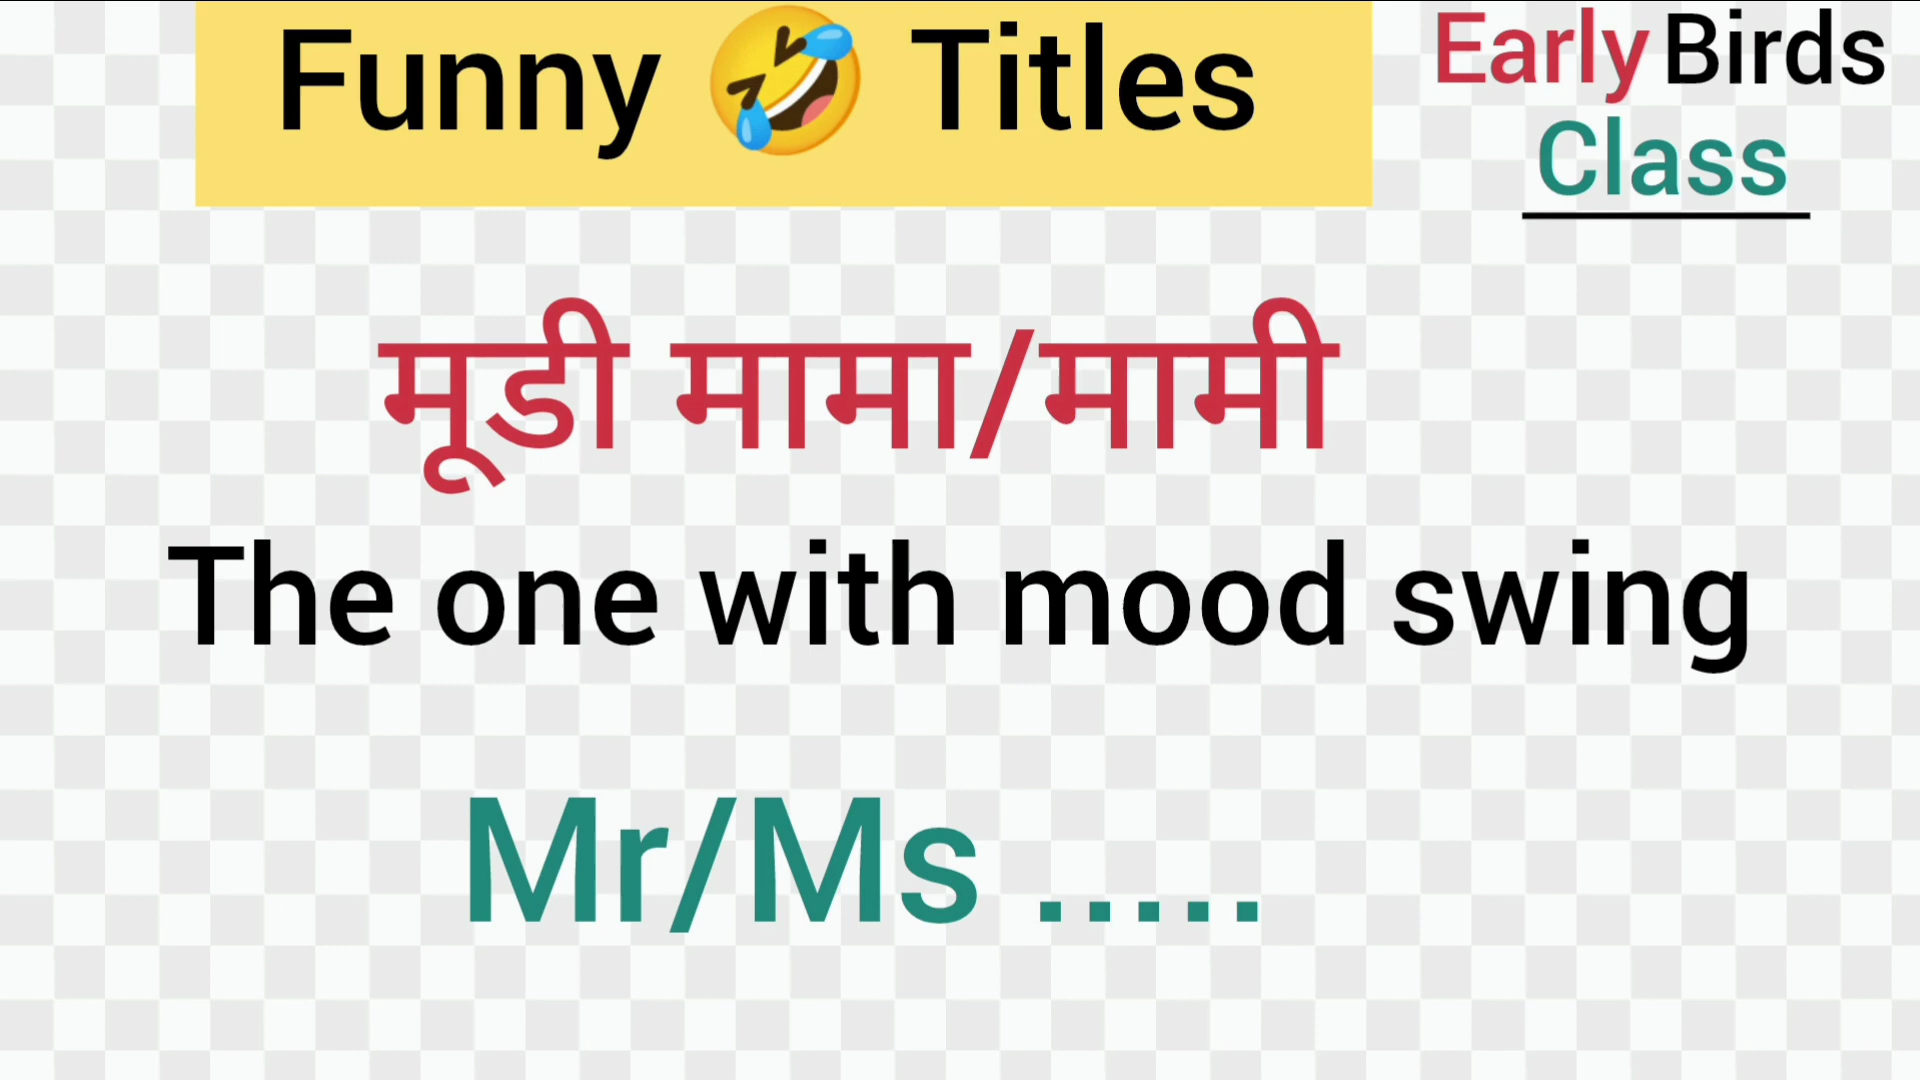 Funny 🤣 Titles
Early Birds
Class
मूडी मामा/मामी
The one with mood swing
Mr/Ms .....